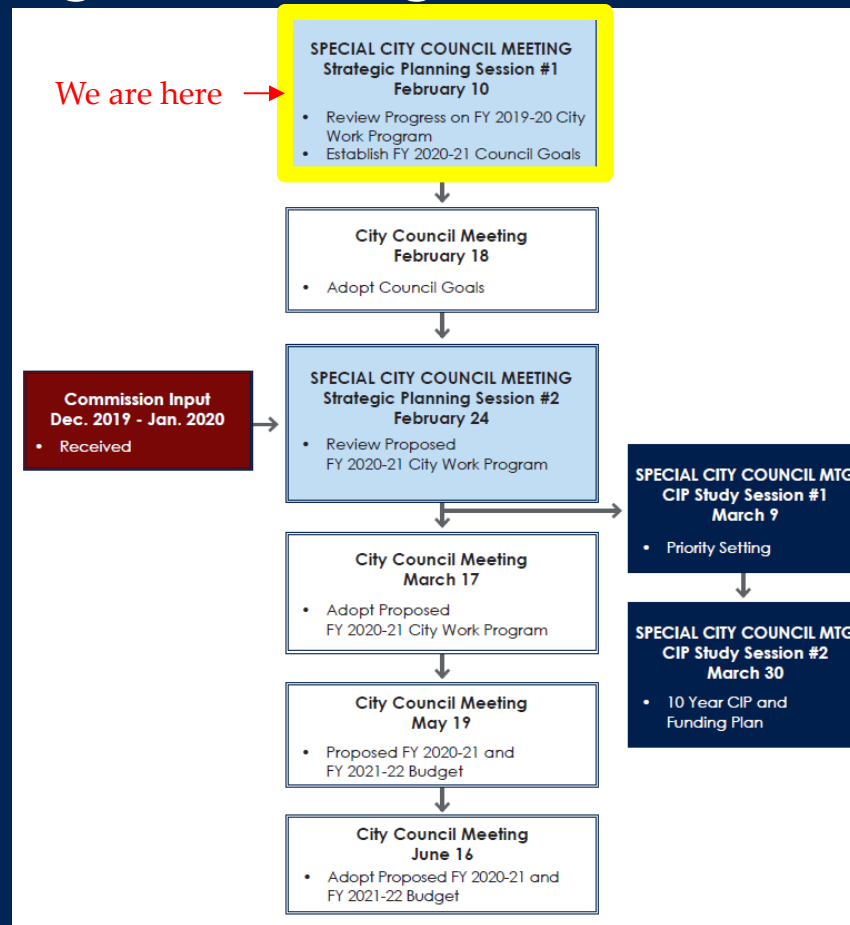 SPECIAL CITY COUNCIL MEETING
Strategic Planning Session #1
February 10
• Review Progress on FY 2019-20 City
Work Program
• Establish FY 2020-21 Council Goals
We are here
City Council Meeting
February 18
• Adopt Council Goals
Commission Input
Dec. 2019 - Jan. 2020
• Received
SPECIAL CITY COUNCIL MEETING
Strategic Planning Session #2
February 24
• Review Proposed
FY 2020-21 City Work Program
SPECIAL CITY COUNCIL MTG
CIP Study Session #1
March 9
• Priority Setting
City Council Meeting
March 17
• Adopt Proposed
FY 2020-21 City Work Program
SPECIAL CITY COUNCIL MTG
CIP Study Session #2
March 30
• 10 Year CIP and
Funding Plan
City Council Meeting
May 19
• Proposed FY 2020-21 and
FY 2021-22 Budget
City Council Meeting
June 16
• Adopt Proposed FY 2020-21 and
FY 2021-22 Budget